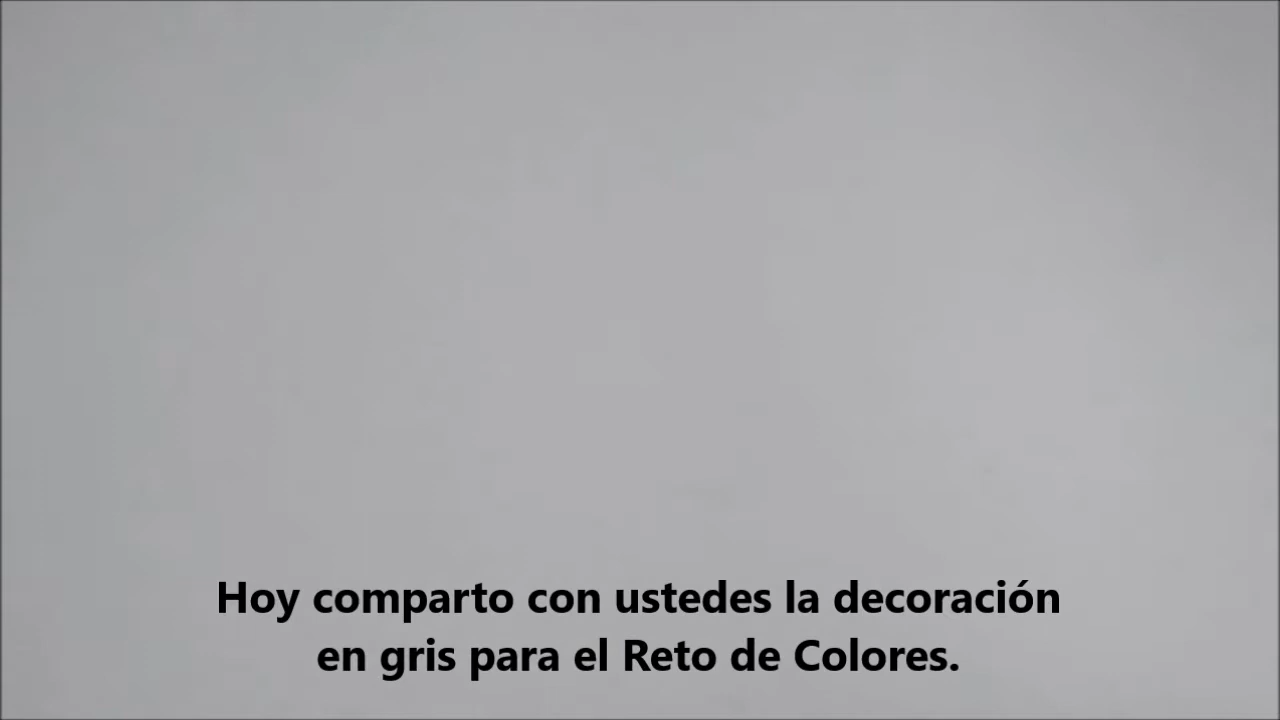 Hoy comparto con ustedes la decoración
en gris para el Reto de Colores.